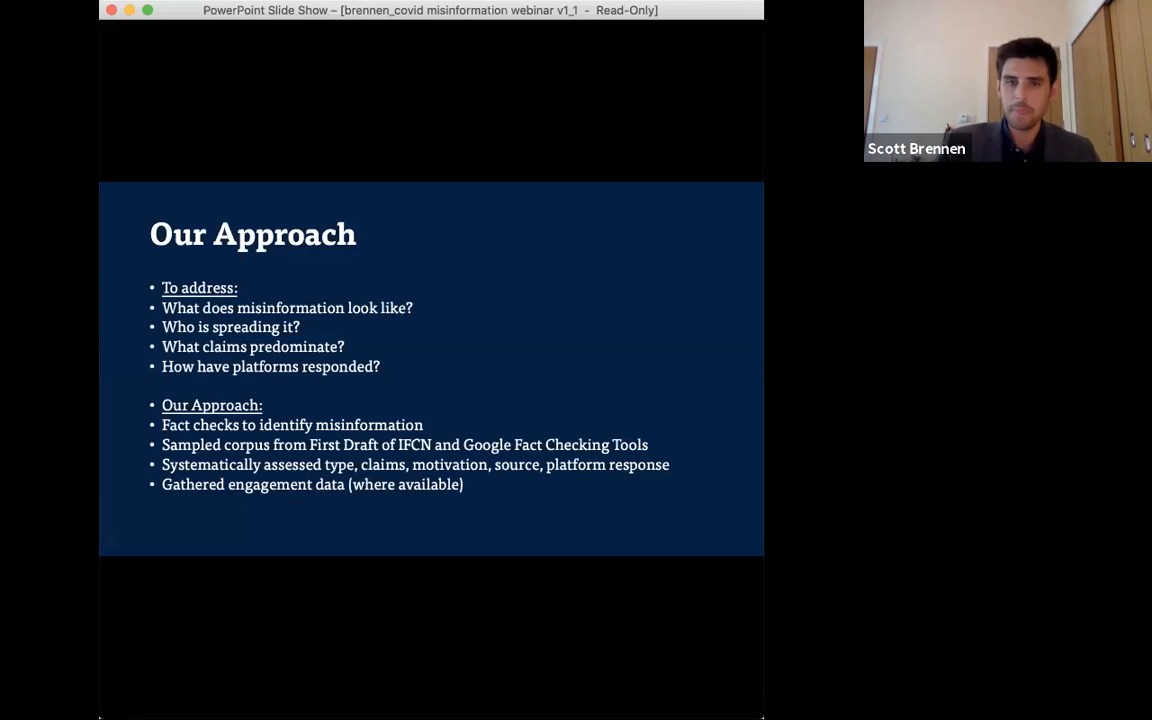 PowerPoint Slide Show – [brennen_covid misinformation webinar v1_1 - Read-Only]
Scott Brennen
Our Approach
• To address:
• What does misinformation look like?
• Who is spreading it?
• What claims predominate?
• How have platforms responded?
• Our Approach:
• Fact checks to identify misinformation
• Sampled corpus from First Draft of IFCN and Google Fact Checking Tools
• Systematically assessed type, claims, motivation, source, platform response
• Gathered engagement data (where available)